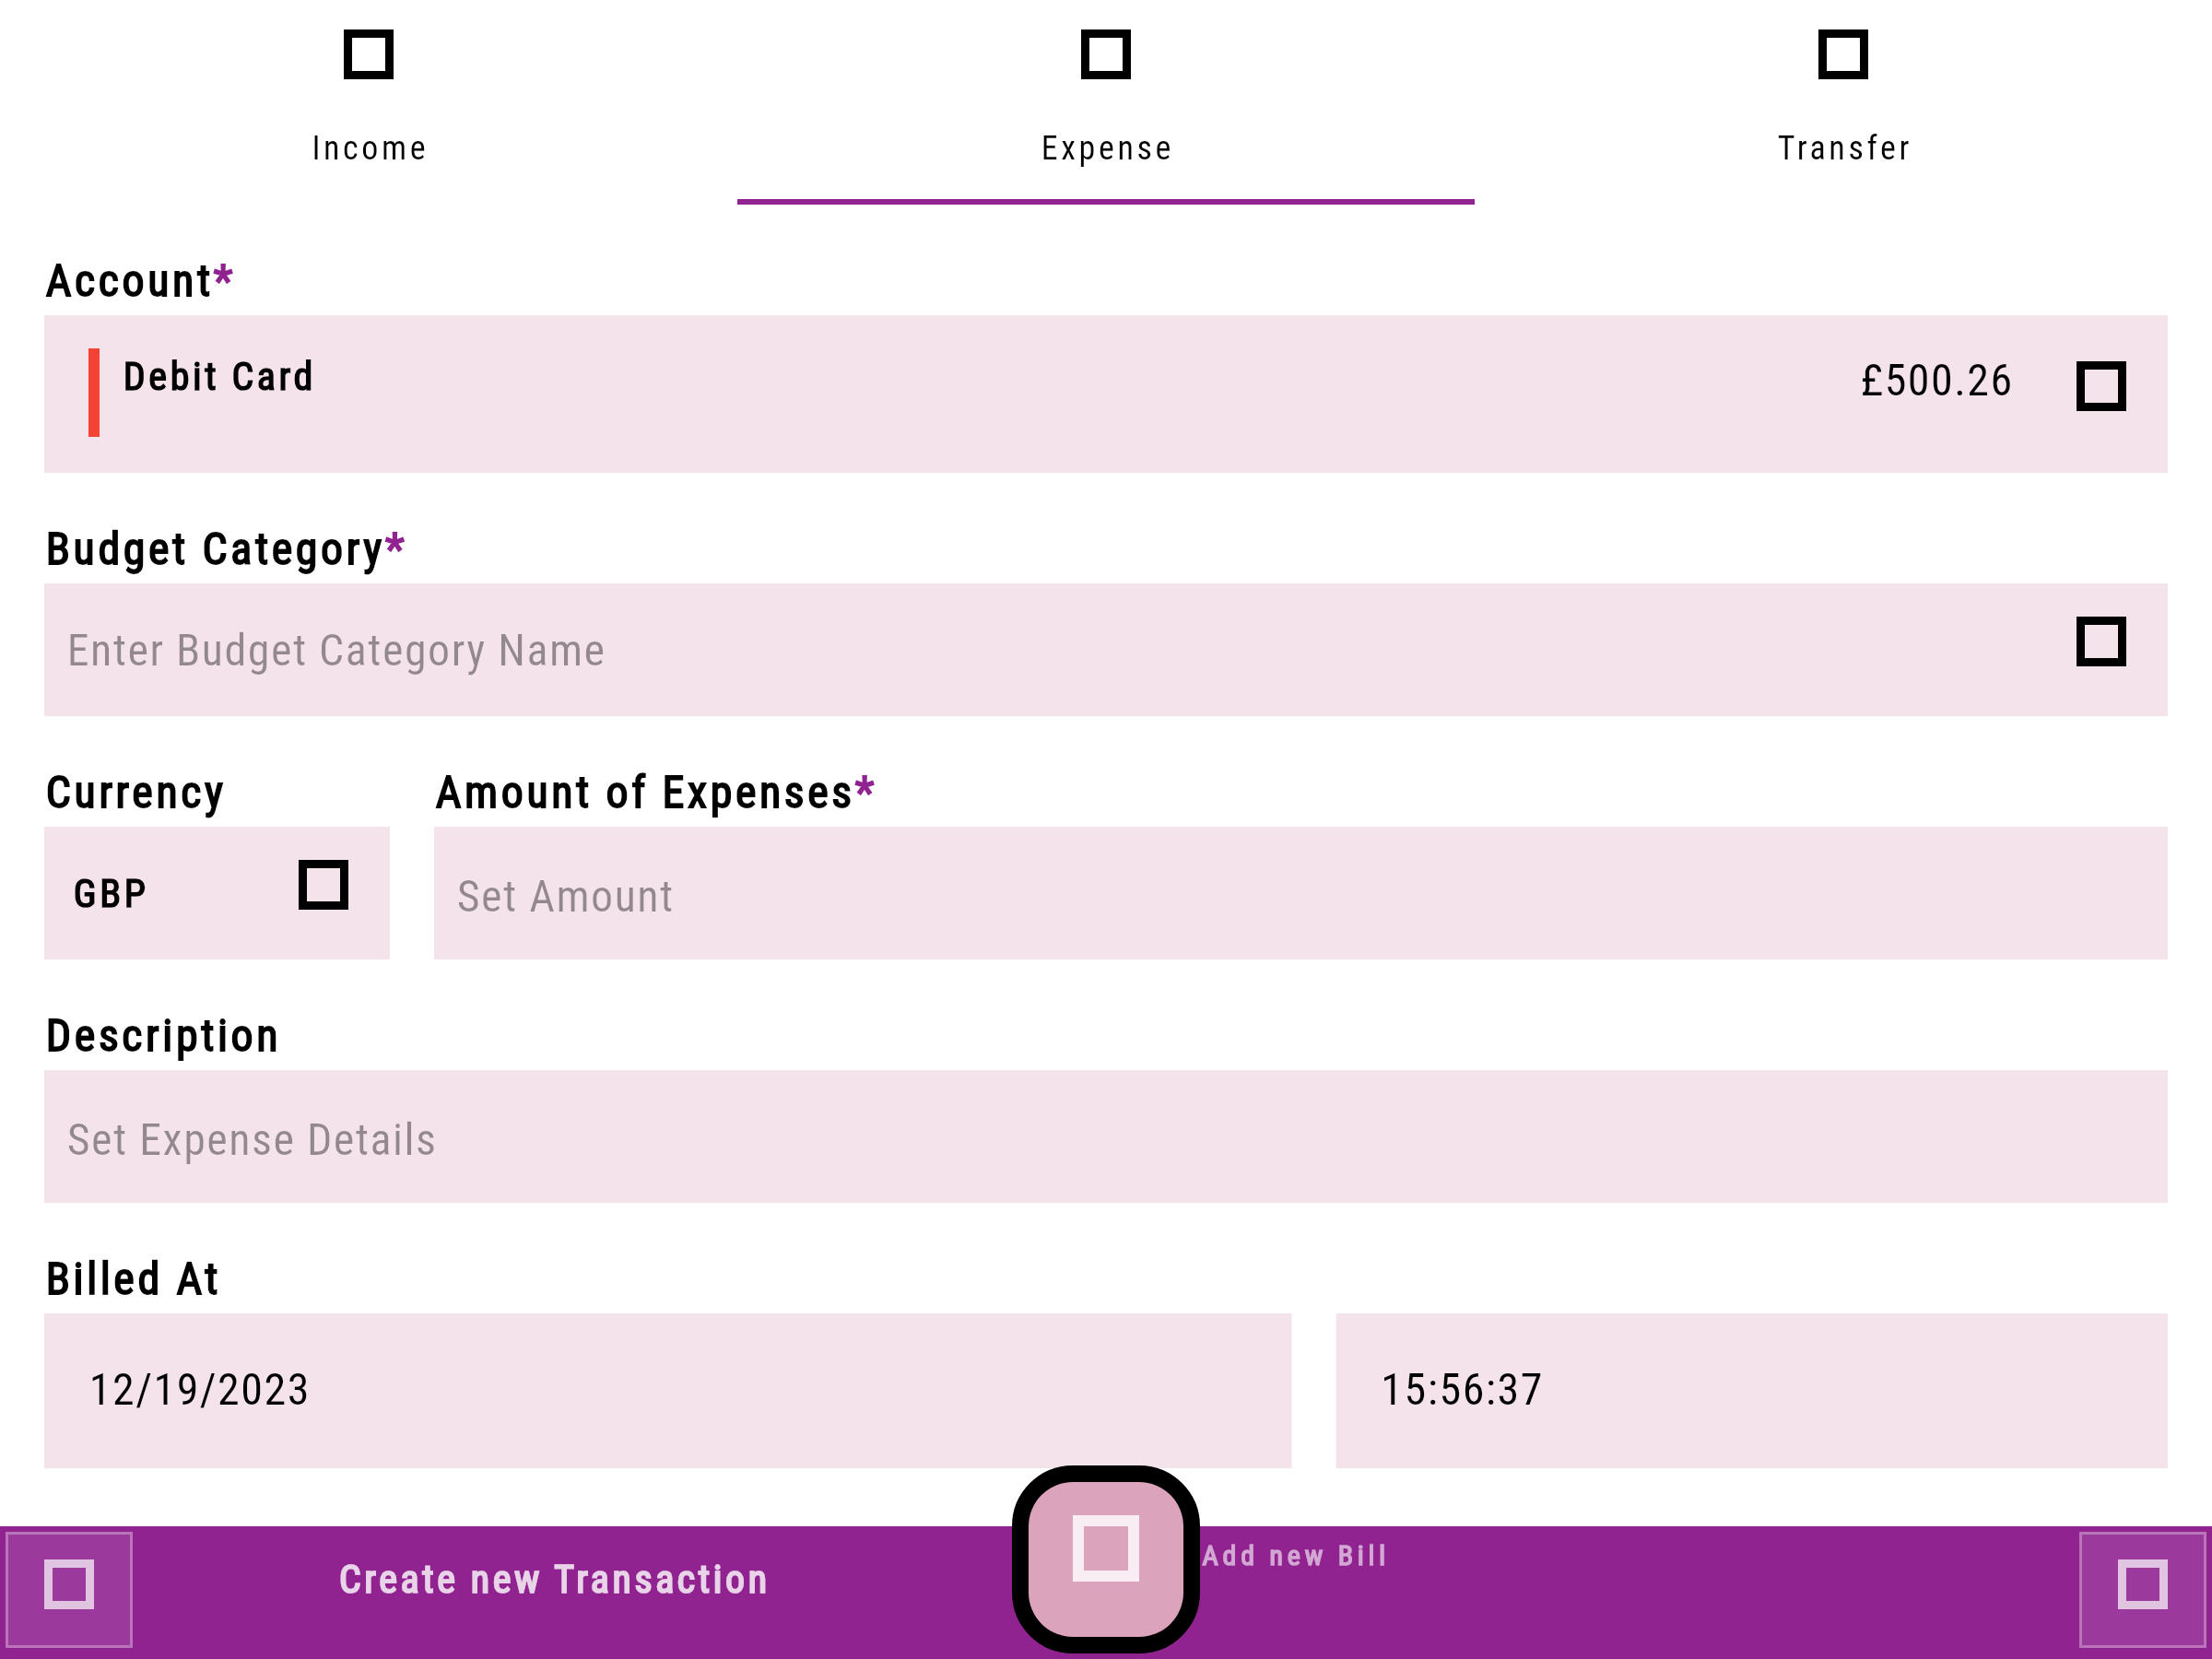 Income
Expense
Transfer
Account*
Debit Card
£500.26
Budget Category*
Enter Budget Category Name
Currency
Amount of Expenses*
GBP
Set Amount
Description
Set Expense Details
Billed At
12/19/2023
15:56:37
Create new Transaction
Add new Bill